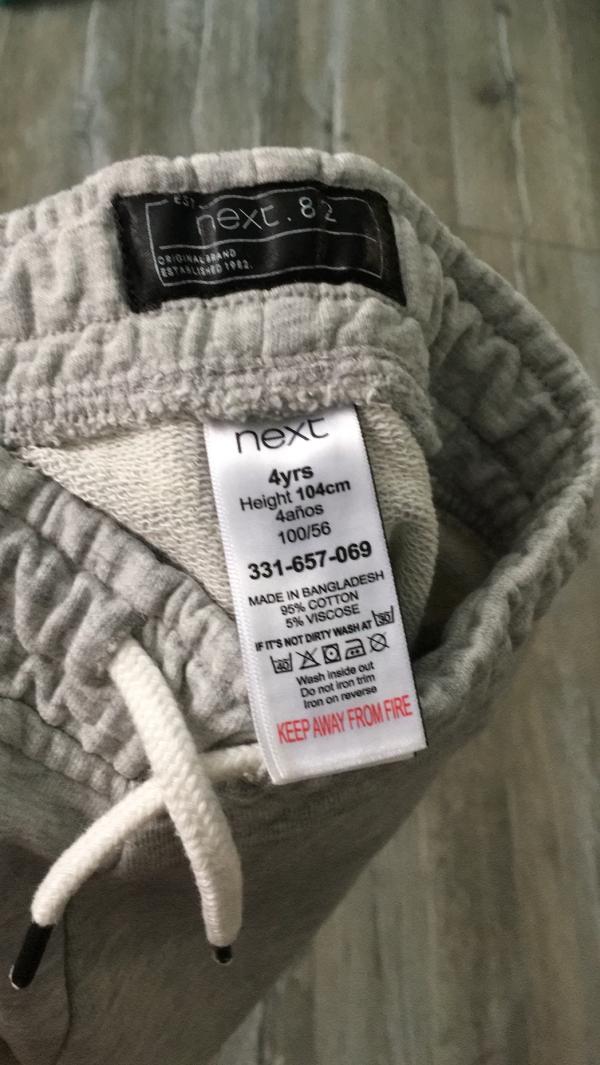 EST.
next. 82
ORIGINAL BRAND
ESTABLISHED 1982.
next
4yrs
Height 104cm
4años
100/56
331-657-069
MADE IN BANGLADESH
95% COTTON
5% VISCOSE
IF IT'S NOT DIRTY WASH AT 30°
40°
Wash inside out
Do not iron trim
Iron on reverse
KEEP AWAY FROM FIRE